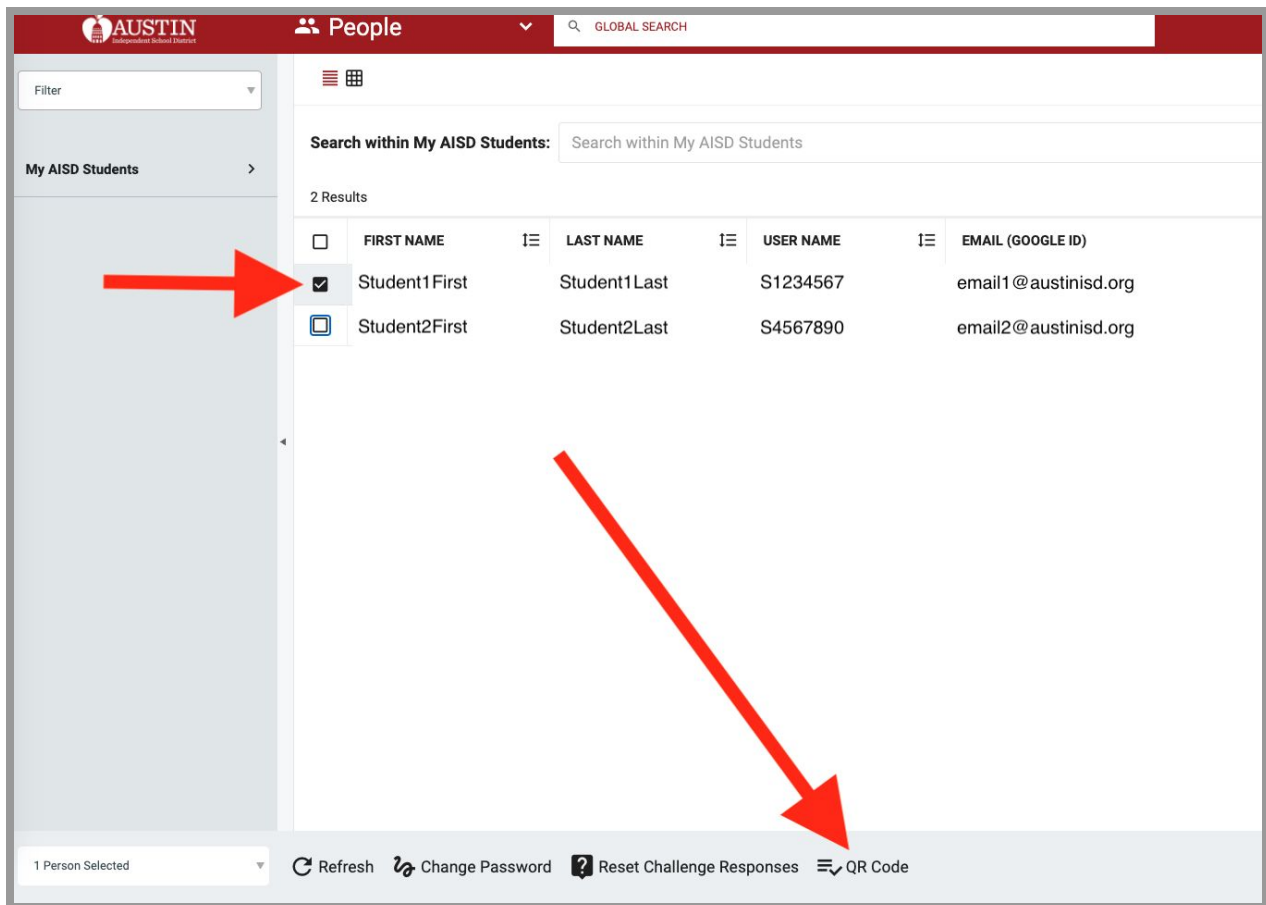 AUSTIN
Independent School District
People
GLOBAL SEARCH
Filter
My AISD Students
Search within My AISD Students: Search within My AISD Students
2 Results
FIRST NAME LAST NAME USER NAME EMAIL (GOOGLE ID)
Student1First Student1Last S1234567 email1@austinisd.org
Student2First Student2Last S4567890 email2@austinisd.org
1 Person Selected Refresh Change Password ? Reset Challenge Responses QR Code